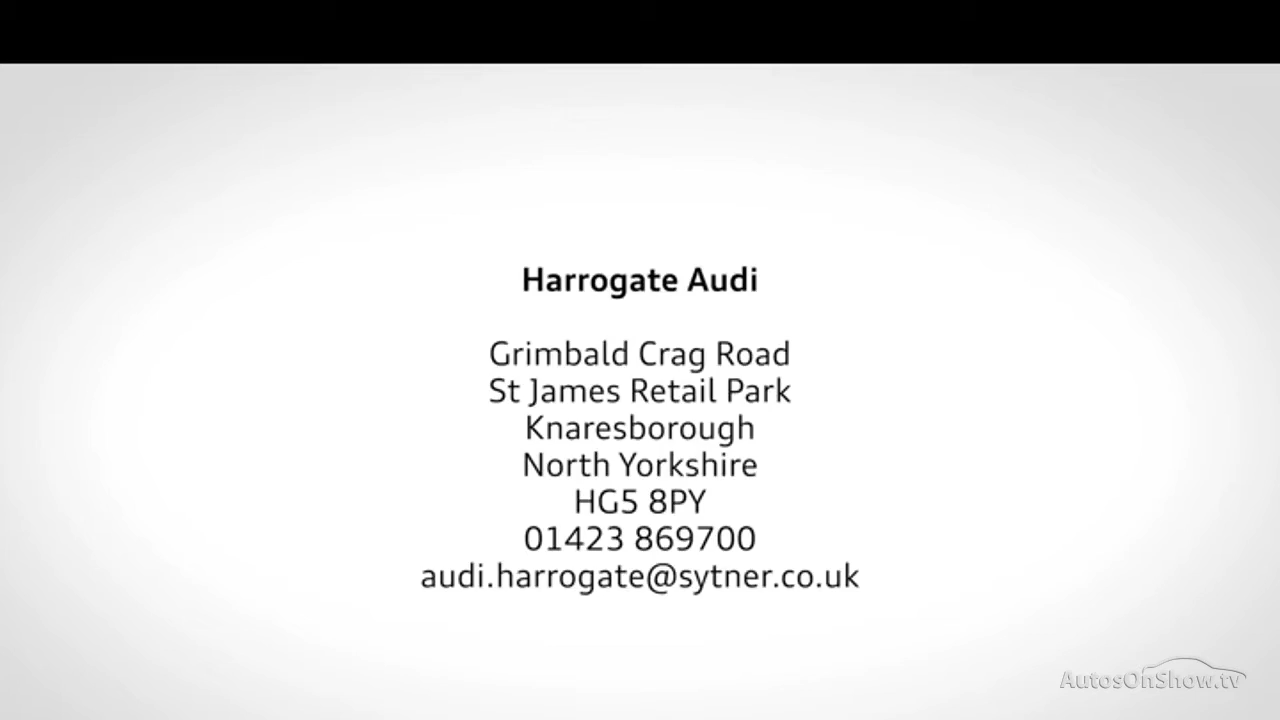 Harrogate Audi
Grimbald Crag Road
St James Retail Park
Knaresborough
North Yorkshire
HG5 8PY
01423 869700
audi.harrogate@sytner.co.uk
AutosOnShow.tv